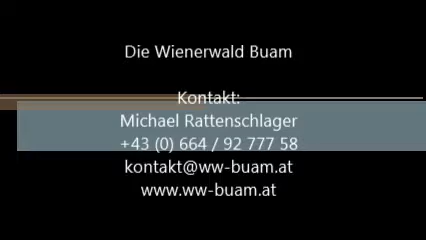 Die Wienerwald Buam
Kontakt:
Michael Rattenschlager
+43 (0) 664 / 92 777 58
kontakt@ww-buam.at
www.ww-buam.at